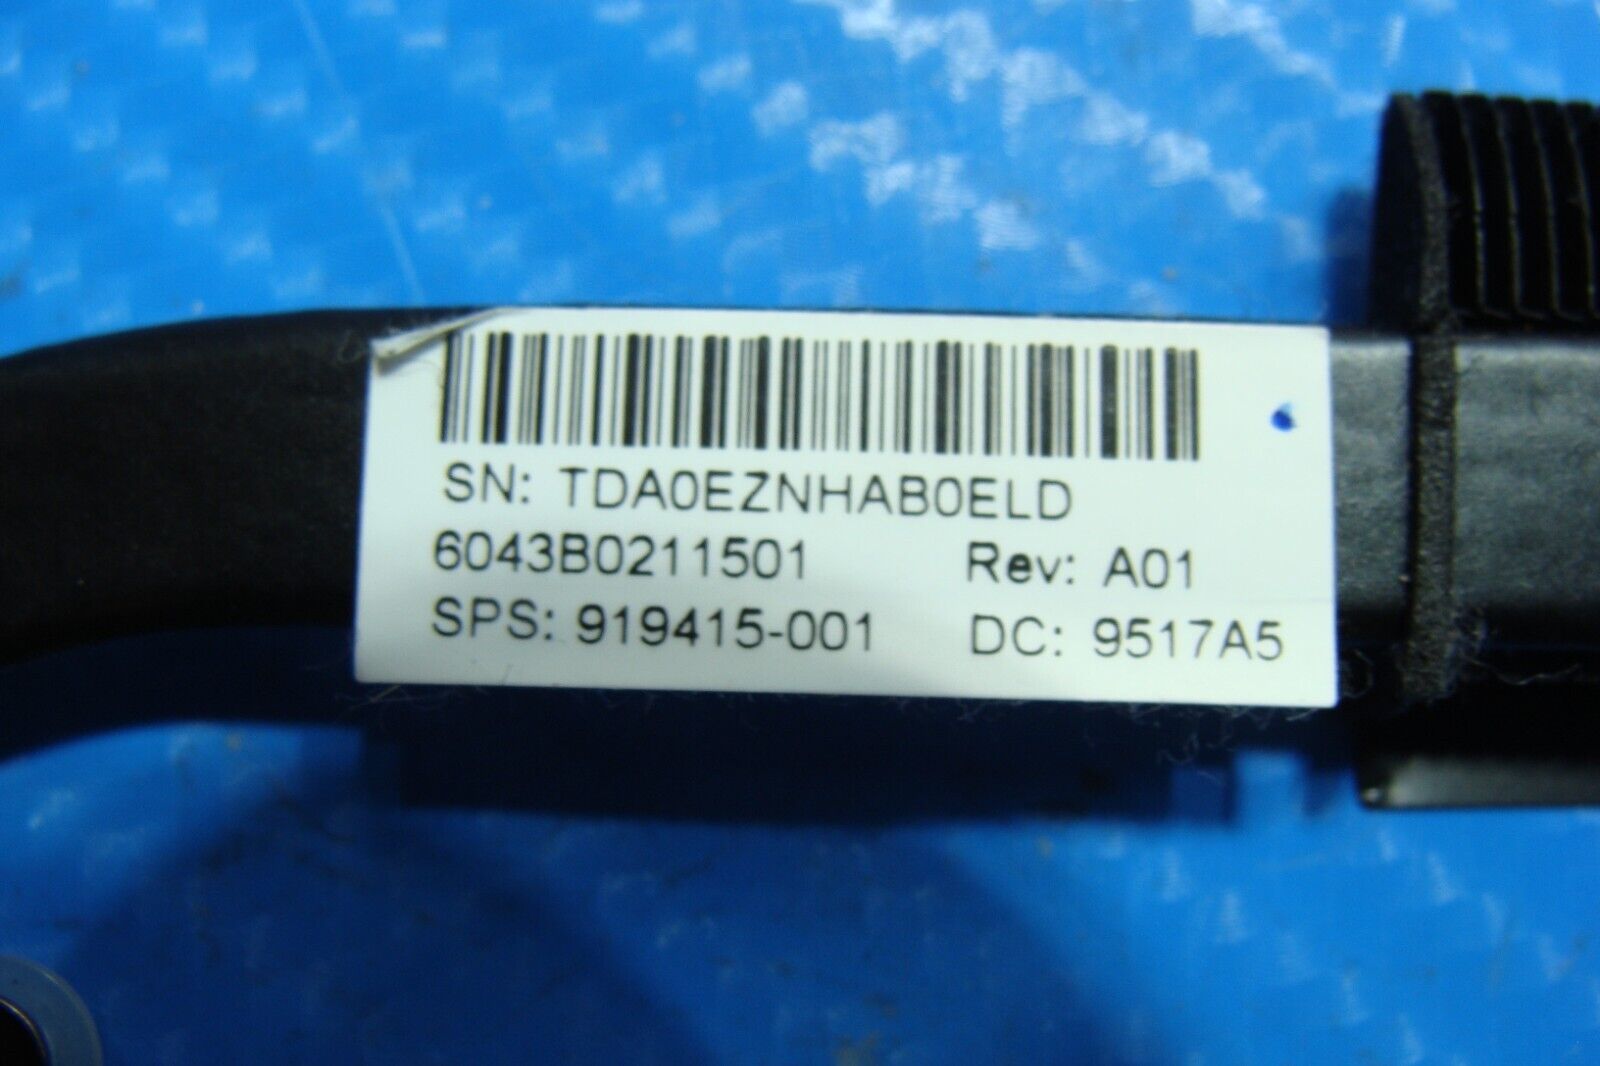 SN: TDA0EZNHAB0ELD
6043B0211501 Rev: A01
SPS: 919415-001 DC: 9517A5